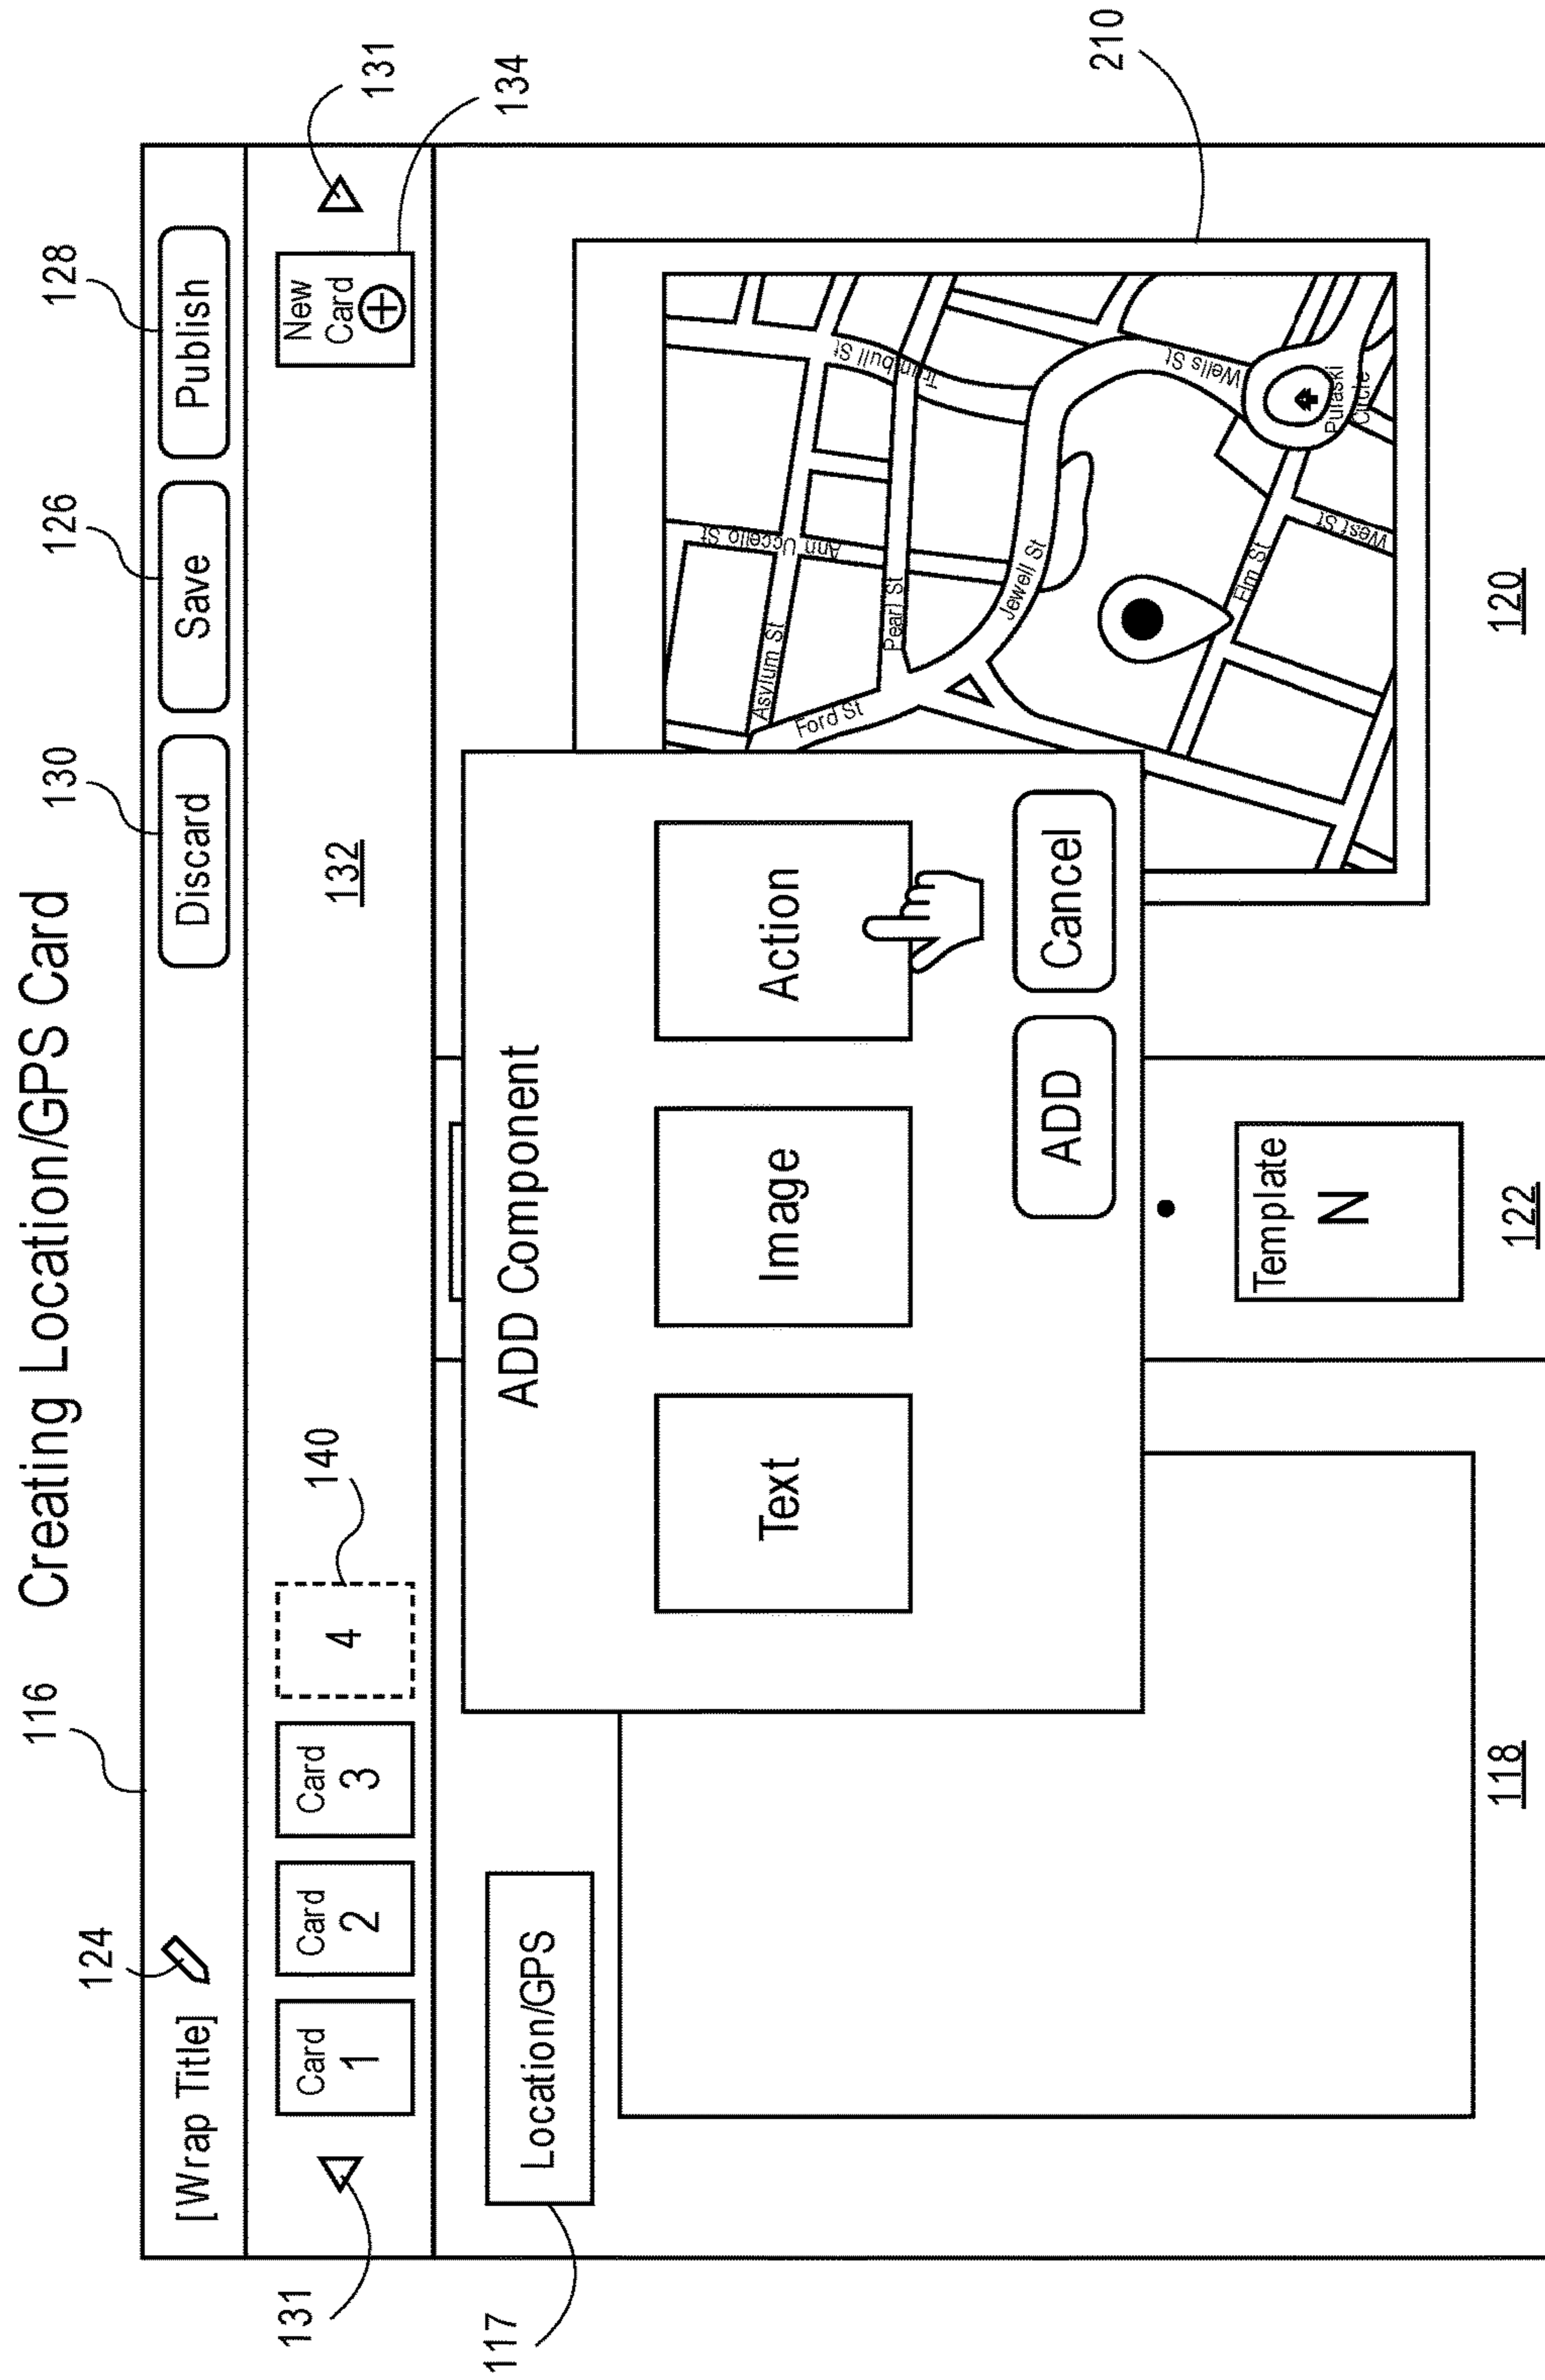 Creating Location/GPS Card
116
124
130
126
128
[Wrap Title]
Discard
Save
Publish
131
131
Card
1
Card
2
Card
3
4
140
132
New
Card
134
117
Location/GPS
ADD Component
Text
Image
Action
ADD
Cancel
Template
N
Asylum St
Ford St
Ann Uccello St
Pearl St
Trumbull St
Jewell St
Wells St
Elm St
West St
Pulaski
Circle
210
118
122
120